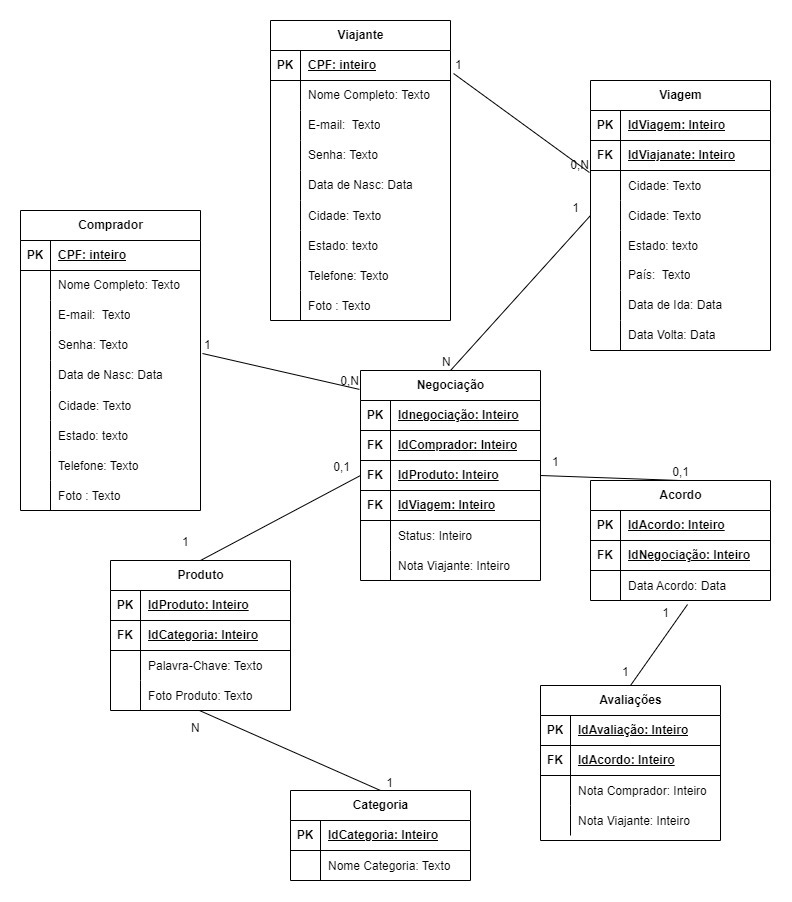 Viajante
PK CPF: inteiro
Nome Completo: Texto
E-mail: Texto
Senha: Texto
Data de Nasc: Data
Cidade: Texto
Estado: texto
Telefone: Texto
Foto : Texto
1
0,N
Viagem
PK IdViagem: Inteiro
FK IdViajanate: Inteiro
Cidade: Texto
Cidade: Texto
Estado: texto
País: Texto
Data de Ida: Data
Data Volta: Data
1
N
Comprador
PK CPF: inteiro
Nome Completo: Texto
E-mail: Texto
Senha: Texto
Data de Nasc: Data
Cidade: Texto
Estado: texto
Telefone: Texto
Foto : Texto
1
0,N
Negociação
PK Idnegociação: Inteiro
FK IdComprador: Inteiro
FK IdProduto: Inteiro
FK IdViagem: Inteiro
Status: Inteiro
Nota Viajante: Inteiro
0,1
1
1
0,1
Acordo
PK IdAcordo: Inteiro
FK IdNegociação: Inteiro
Data Acordo: Data
Produto
PK IdProduto: Inteiro
FK IdCategoria: Inteiro
Palavra-Chave: Texto
Foto Produto: Texto
1
1
Avaliações
PK IdAvaliação: Inteiro
FK IdAcordo: Inteiro
Nota Comprador: Inteiro
Nota Viajante: Inteiro
N
1
Categoria
PK IdCategoria: Inteiro
Nome Categoria: Texto